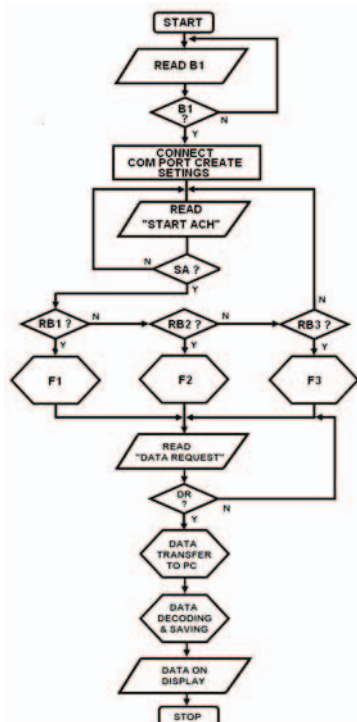 START
READ B1
B1
?
N
Y
CONNECT
COM PORT CREATE
SETINGS
READ
"START ACH"
N
SA ?
Y
N
RB1 ?
N
RB2 ?
N
RB3 ?
Y
Y
Y
F1
F2
F3
READ
"DATA REQUEST"
DR
?
N
Y
DATA
TRANSFER
TO PC
DATA
DECODING
& SAVING
DATA ON
DISPLAY
STOP